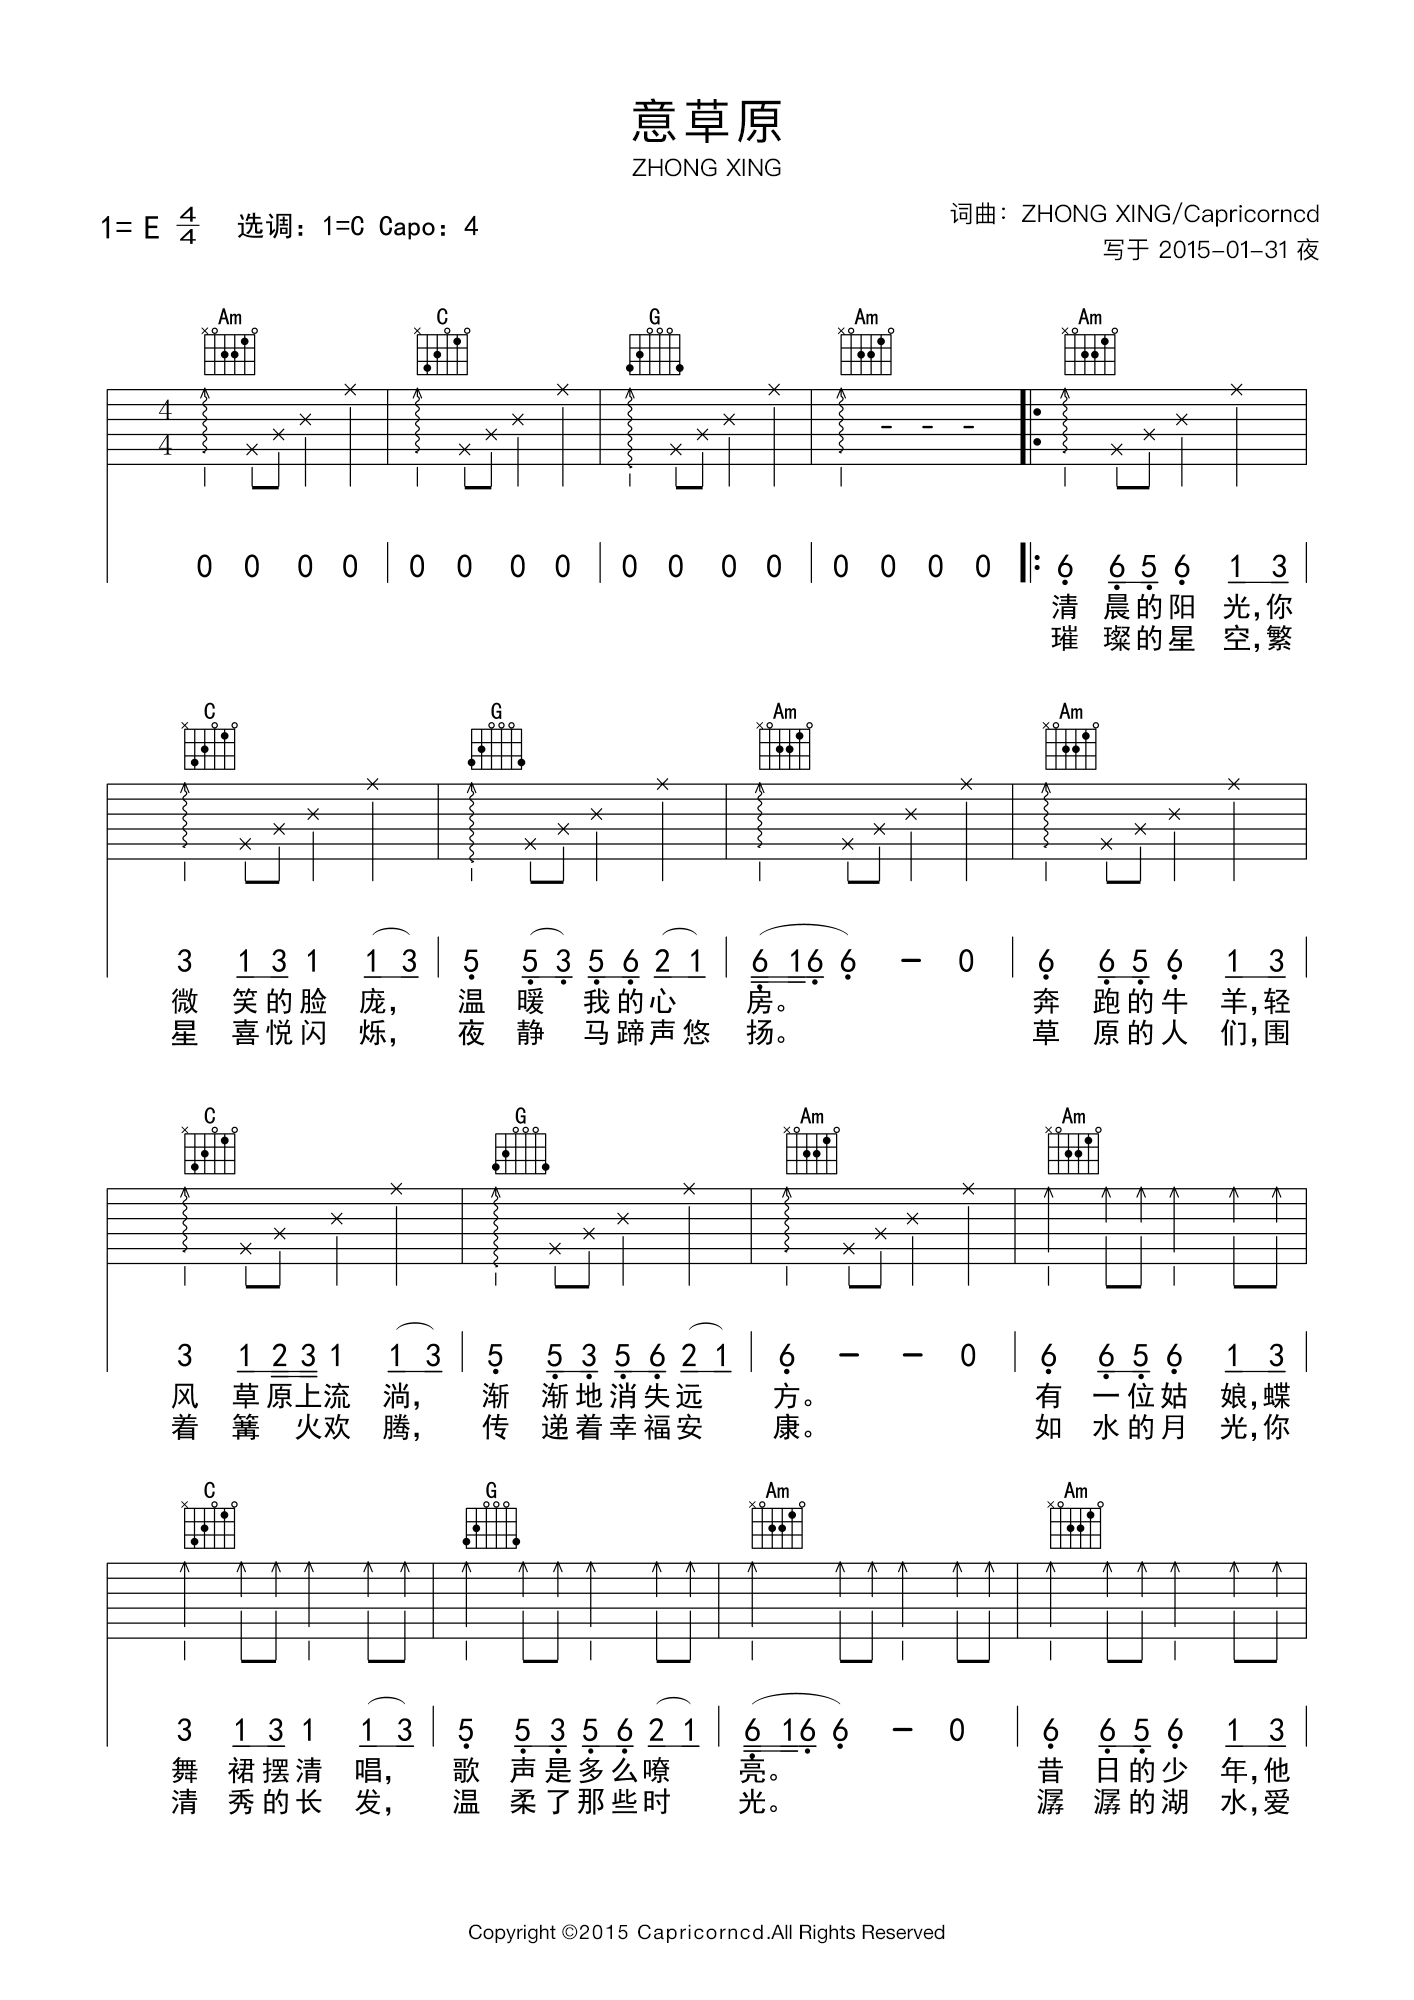 意草原
ZHONG XING
1= E 4/4 选调：1=C Capo：4
词曲：ZHONG XING/Capricorncd
写于 2015-01-31 夜
Am C G Am Am
4
4
0 0 0 0 0 0 0 0 0 0 0 0 0 0 0 0 6 6 5 6 1 3
清 晨的阳 光,你
璀 璨的星 空,繁
C G Am Am
3 1 3 1 1 3 5 5 3 5 6 2 1 6 1 6 6 - 0 6 6 5 6 1 3
微 笑的脸 庞, 温 暖 我的心 房。 奔 跑的牛 羊,轻
星 喜悦闪 烁, 夜 静 马蹄声悠 扬。 草 原的人 们,围
C G Am Am
3 1 2 3 1 1 3 5 5 3 5 6 2 1 6 - - 0 6 6 5 6 1 3
风 草原上流 淌, 渐 渐地消失远 方。 有 一位姑 娘,蝶
着 篝 火欢 腾, 传 递着幸福安 康。 如 水的月 光,你
C G Am Am
3 1 3 1 1 3 5 5 3 5 6 2 1 6 1 6 6 - 0 6 6 5 6 1 3
舞 裙摆清 唱, 歌 声是多么嘹 亮。 昔 日的少 年,他
清 秀的长 发, 温 柔了那些时 光。 潺 潺的湖 水,爱
Copyright ©2015 Capricorncd.All Rights Reserved